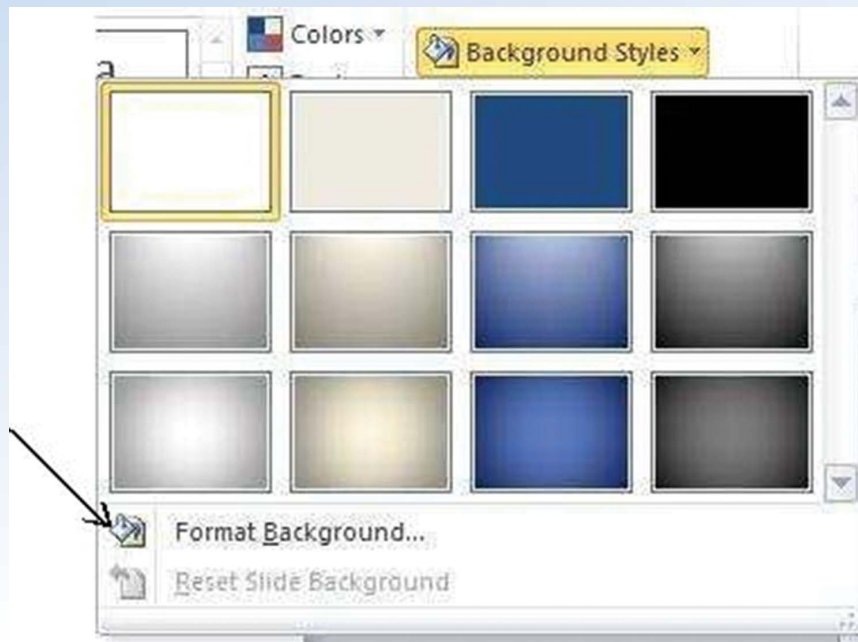 Colors
Background Styles
a
Format Background...
Reset Slide Background